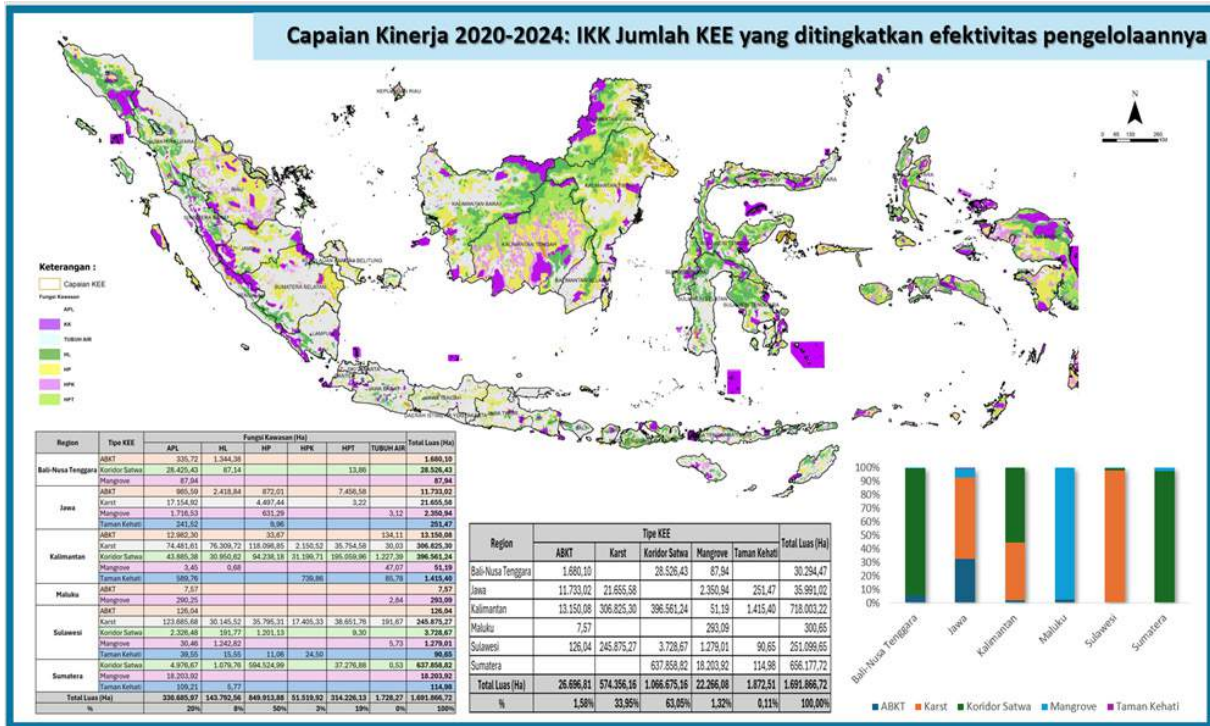 Capaian Kinerja 2020-2024: IKK Jumlah KEE yang ditingkatkan efektivitas pengelolaannya
KEPULAUAN RIAU
N
KALIMANTAN BARAT
KALIMANTAN TENGAH
SUMATERA SELATAN
Keterangan :
Capaian KEE
Fungsi Kawasan
APL
KK
TUBUH AIR
HL
HP
HPK
HPT
Region Tipe KEE Fungsi Kawasan (Ha) Total Luas (Ha)
APL HL HP HPK HPT TUBUH AIR
Bali-Nusa Tenggara ABKT 335,72 1.344,38 1.680,10
Koridor Satwa 28.425,43 87,14 13,86 28.526,43
Mangrove 87,94 87,94
Jawa ABKT 985,59 2.418,84 872,01 7.456,58 11.733,02
Karst 17.154,92 4.497,44 3,22 21.655,58
Mangrove 1.716,53 631,29 3,12 2.350,94
Taman Kehati 241,52 9,96 251,47
Kalimantan ABKT 12.982,30 33,67 134,11 13.150,08
Karst 74.481,61 76.309,72 118.098,85 2.150,52 35.754,58 30,03 306.825,30
Koridor Satwa 43.885,38 30.950,62 94.238,18 31.199,71 195.059,96 1.227,39 396.561,24
Mangrove 3,45 0,68 47,07 51,19
Taman Kehati 589,76 739,86 85,78 1.415,40
Maluku ABKT 7,57 7,57
Mangrove 290,25 2,84 293,09
Sulawesi ABKT 126,04 126,04
Karst 123.685,68 30.145,52 35.795,31 17.405,33 38.651,76 191,67 245.875,27
Koridor Satwa 2.326,48 191,77 1.201,13 9,30 3.728,67
Mangrove 30,46 1.242,82 5,73 1.279,01
Taman Kehati 39,55 15,55 11,06 24,50 90,65
Sumatera Koridor Satwa 4.976,67 1.079,76 594.524,99 37.276,88 0,53 637.858,82
Mangrove 18.203,92 18.203,92
Taman Kehati 109,21 5,77 114,98
Total Luas (Ha) 336.685,97 143.792,56 849.913,88 51.519,92 314.226,13 1.728,27 1.691.866,72
% 20% 8% 50% 3% 19% 0% 100%
Region Tipe KEE Total Luas (Ha)
ABKT Karst Koridor Satwa Mangrove Taman Kehati
Bali-Nusa Tenggara 1.680,10 28.526,43 87,94 30.294,47
Jawa 11.733,02 21.655,58 2.350,94 251,47 35.991,02
Kalimantan 13.150,08 306.825,30 396.561,24 51,19 1.415,40 718.003,22
Maluku 7,57 293,09 300,65
Sulawesi 126,04 245.875,27 3.728,67 1.279,01 90,65 251.099,65
Sumatera 637.858,82 18.203,92 114,98 656.177,72
Total Luas (Ha) 26.696,81 574.356,16 1.066.675,16 22.266,08 1.872,51 1.691.866,72
% 1,58% 33,95% 63,05% 1,32% 0,11% 100,00%
100%
90%
80%
70%
60%
50%
40%
30%
20%
10%
0%
Bali-Nusa Tenggara
Jawa
Kalimantan
Maluku
Sulawesi
Sumatera
ABKT Karst Koridor Satwa Mangrove Taman Kehati